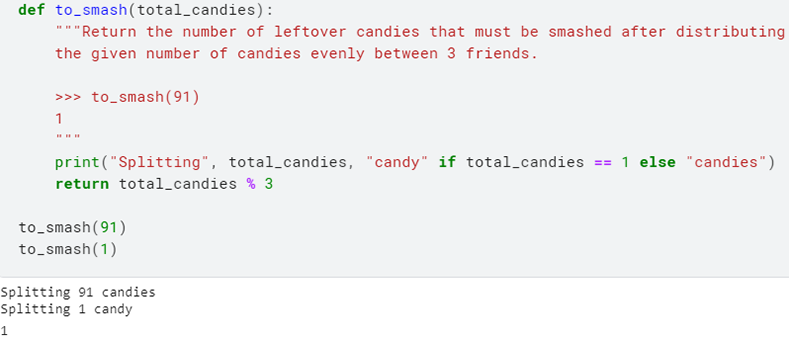 def to_smash(total_candies):
    """Return the number of leftover candies that must be smashed after distributing
    the given number of candies evenly between 3 friends.

    >>> to_smash(91)
    1
    """
    print("Splitting", total_candies, "candy" if total_candies == 1 else "candies")
    return total_candies % 3

to_smash(91)
to_smash(1)
Splitting 91 candies
Splitting 1 candy
1